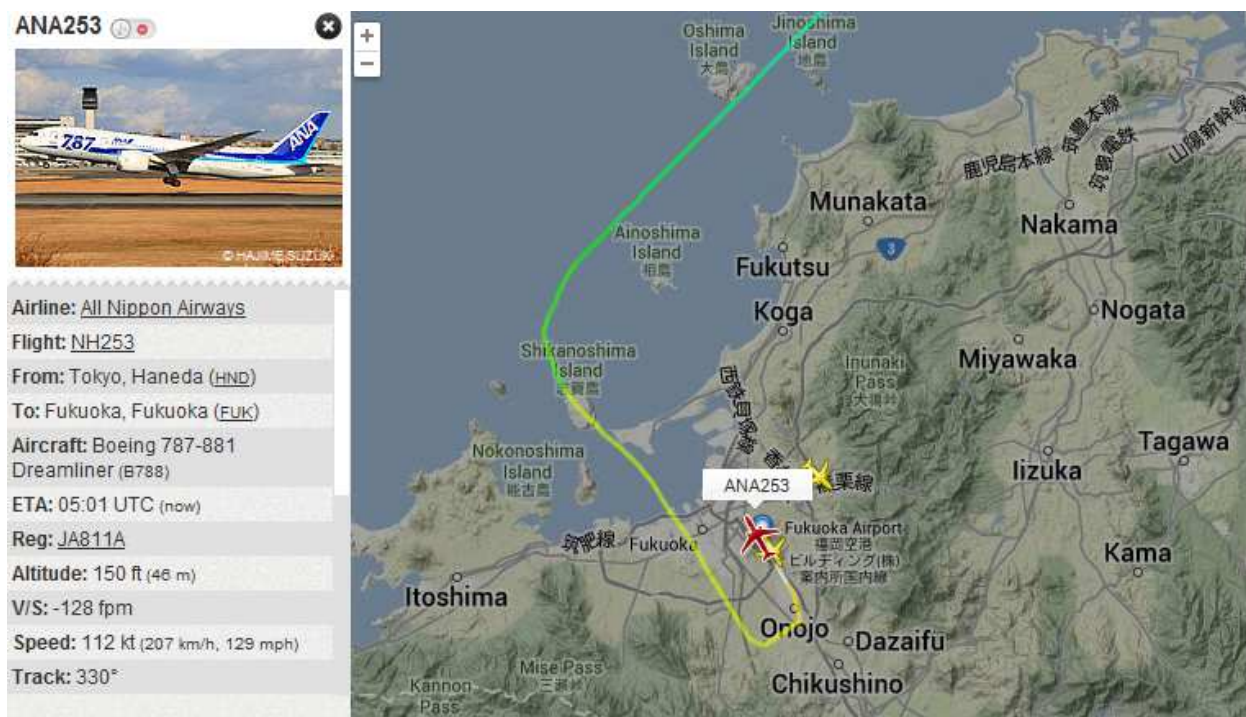 ANA253
787
ANA
© HAJIME SUZUKI
Airline: All Nippon Airways
Flight: NH253
From: Tokyo, Haneda (HND)
To: Fukuoka, Fukuoka (FUK)
Aircraft: Boeing 787-881
Dreamliner (B788)
ETA: 05:01 UTC (now)
Reg: JA811A
Altitude: 150 ft (46 m)
V/S: -128 fpm
Speed: 112 kt (207 km/h, 129 mph)
Track: 330°
+
−
Oshima
Island
大島
Jinoshima
Island
地島
鹿児島本線
筑豊本線
筑豊電鉄
山陽新幹線
Munakata
Nakama
Ainoshima
Island
相島
3
Fukutsu
Koga
Nogata
Shikanoshima
Island
志賀島
Inunaki
Pass
犬鳴峠
Miyawaka
西鉄貝塚線
Nokonoshima
Island
能古島
Iizuka
Tagawa
ANA253
筑肥線
Fukuoka
Fukuoka Airport
福岡空港
ビルディング(株)
案内所国内線
Kama
Itoshima
Onojo
Dazaifu
Mise Pass
三瀬峠
Kannon
Pass
Chikushino